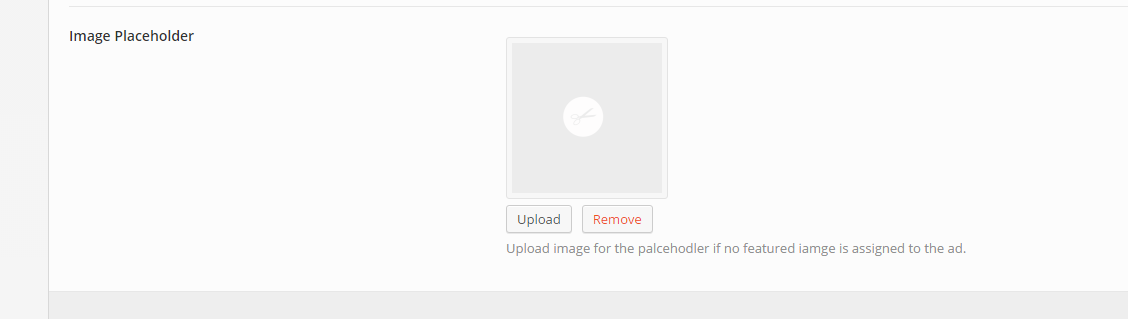 Image Placeholder
Upload
Remove
Upload image for the palcehodler if no featured iamge is assigned to the ad.